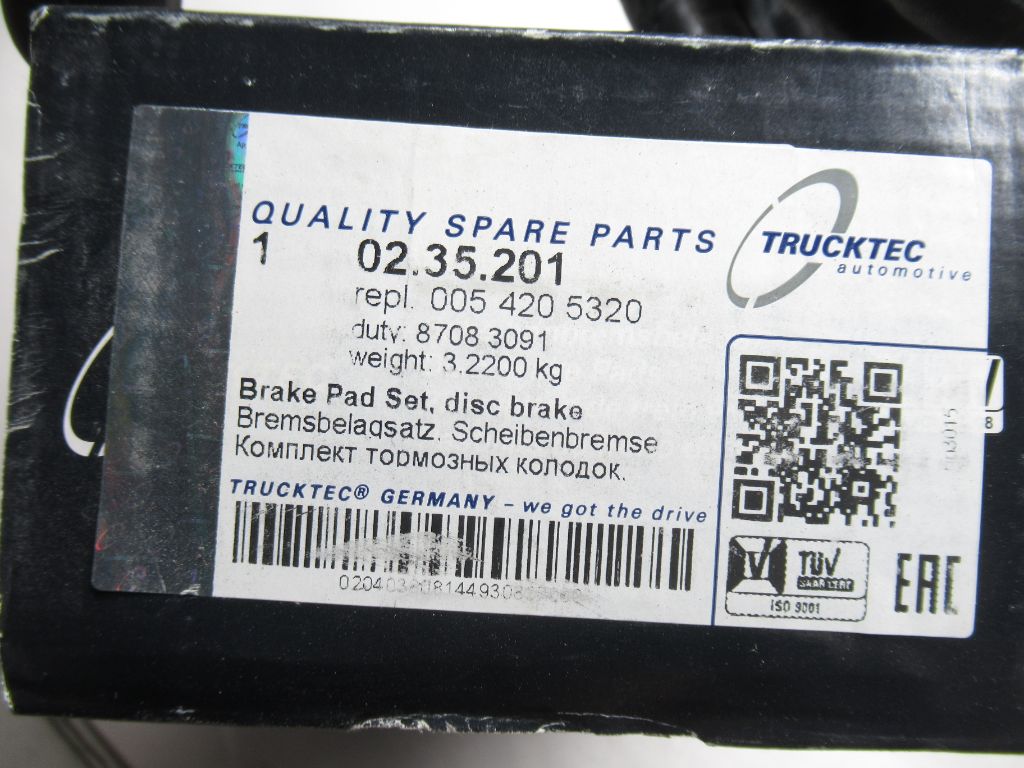 QUALITY SPARE PARTS
1 02.35.201
repl. 005 420 5320
duty: 8708 3091
weight: 3.2200 kg
Brake Pad Set, disc brake
Bremsbelagsatz, Scheibenbremse
Комплект тормозных колодок.
TRUCKTEC® GERMANY – we got the drive
TRUCKTEC
automotive
TÜV
SAARCERT
ISO 9001
EAC